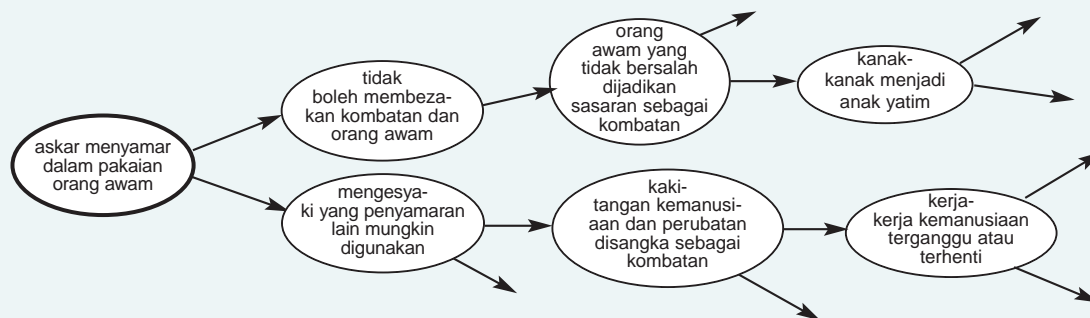 askar menyamar
dalam pakaian
orang awam
tidak
boleh membeza-
kan kombatan dan
orang awam
orang
awam yang
tidak bersalah
dijadikan
sasaran sebagai
kombatan
kanak-
kanak menjadi
anak yatim
mengesya-
ki yang penyamaran
lain mungkin
digunakan
kaki-
tangan kemanusi-
aan dan perubatan
disangka sebagai
kombatan
kerja-
kerja kemanusiaan
terganggu atau
terhenti